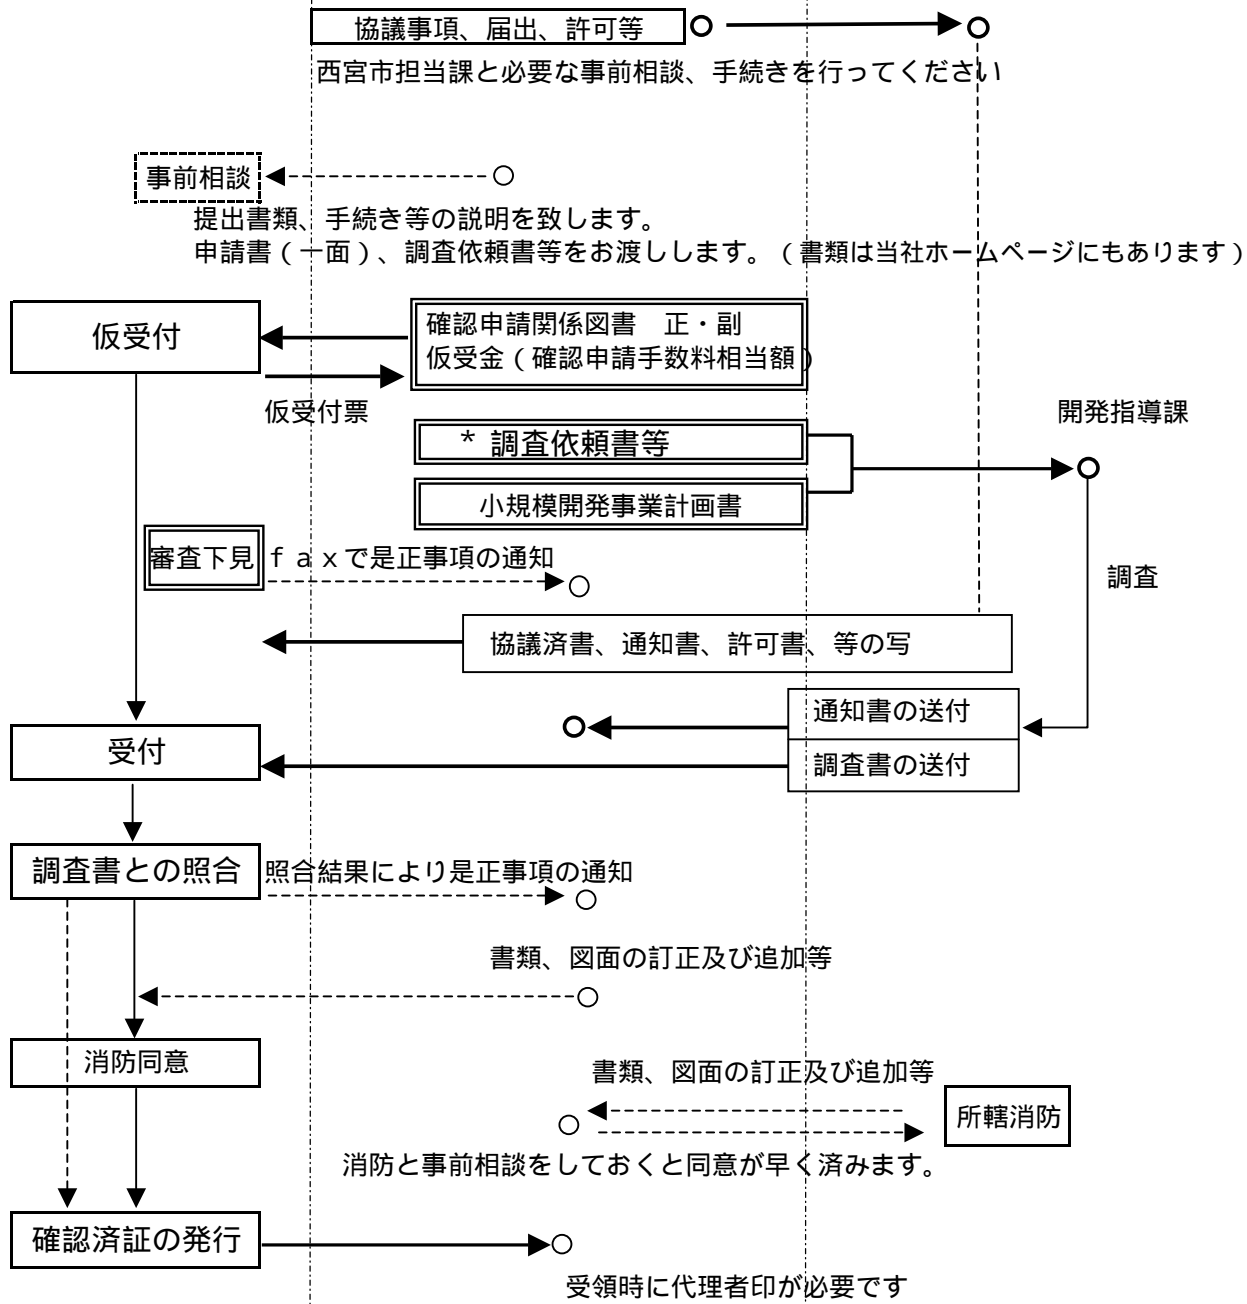 協議事項、届出、許可等
西宮市担当課と必要な事前相談、手続きを行ってください
事前相談
提出書類、手続き等の説明を致します。
申請書(一面)、調査依頼書等をお渡しします。(書類は当社ホームページにもあります)
仮受付
確認申請関係図書　正・副
仮受金(確認申請手数料相当額)
仮受付票
開発指導課
* 調査依頼書等
小規模開発事業計画書
審査下見
ｆａｘで是正事項の通知
調査
協議済書、通知書、許可書、等の写
通知書の送付
受付
調査書の送付
調査書との照合
照合結果により是正事項の通知
書類、図面の訂正及び追加等
消防同意
書類、図面の訂正及び追加等
所轄消防
消防と事前相談をしておくと同意が早く済みます。
確認済証の発行
受領時に代理者印が必要です